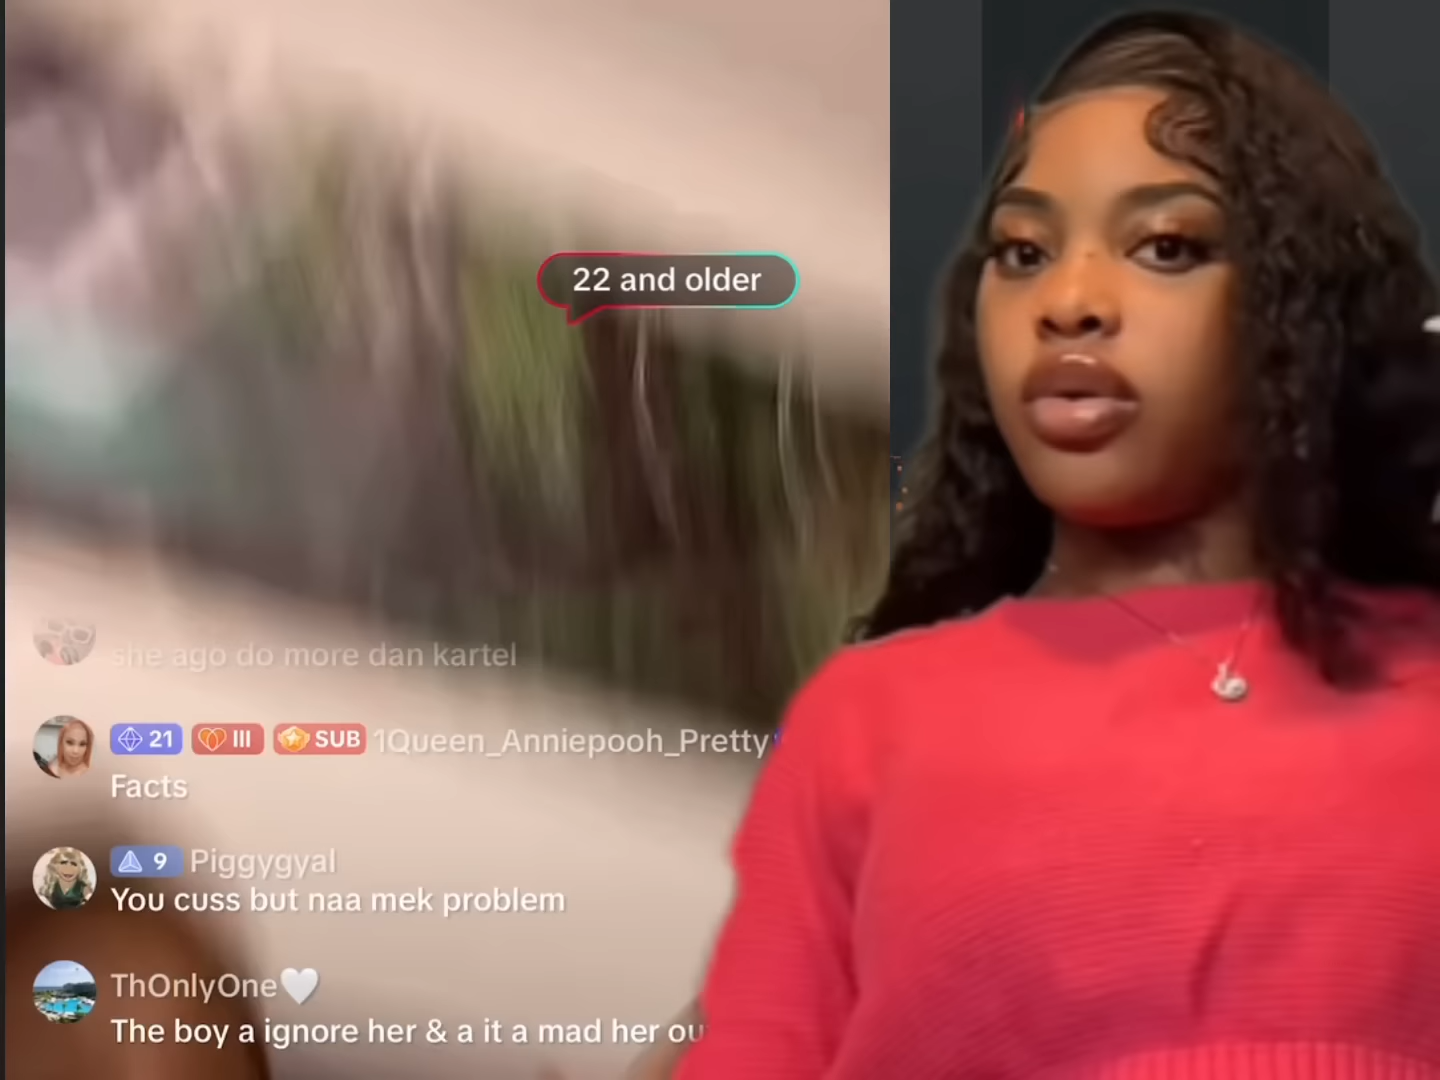 22 and older
she ago do more dan kartel
21 III SUB 1Queen_Anniepooh_Pretty
Facts
9 Piggygyal
You cuss but naa mek problem
ThOnlyOne🤍
The boy a ignore her & a it a mad her ou